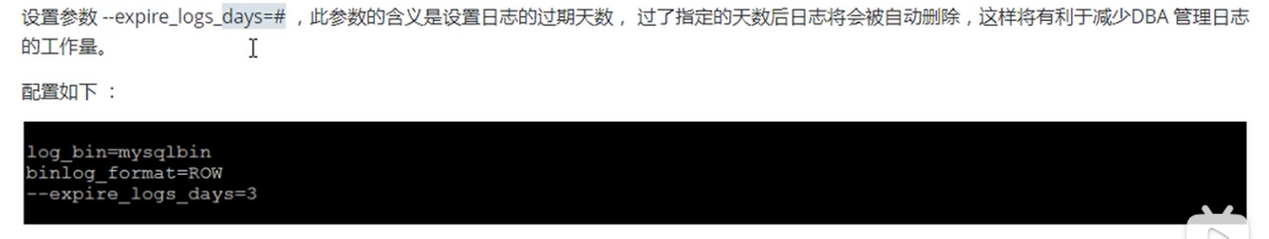 设置参数 --expire_logs_days=# ，此参数的含义是设置日志的过期天数， 过了指定的天数后日志将会被自动删除，这样将有利于减少DBA 管理日志
的工作量。
配置如下 ：
log_bin=mysqlbin
binlog_format=ROW
--expire_logs_days=3